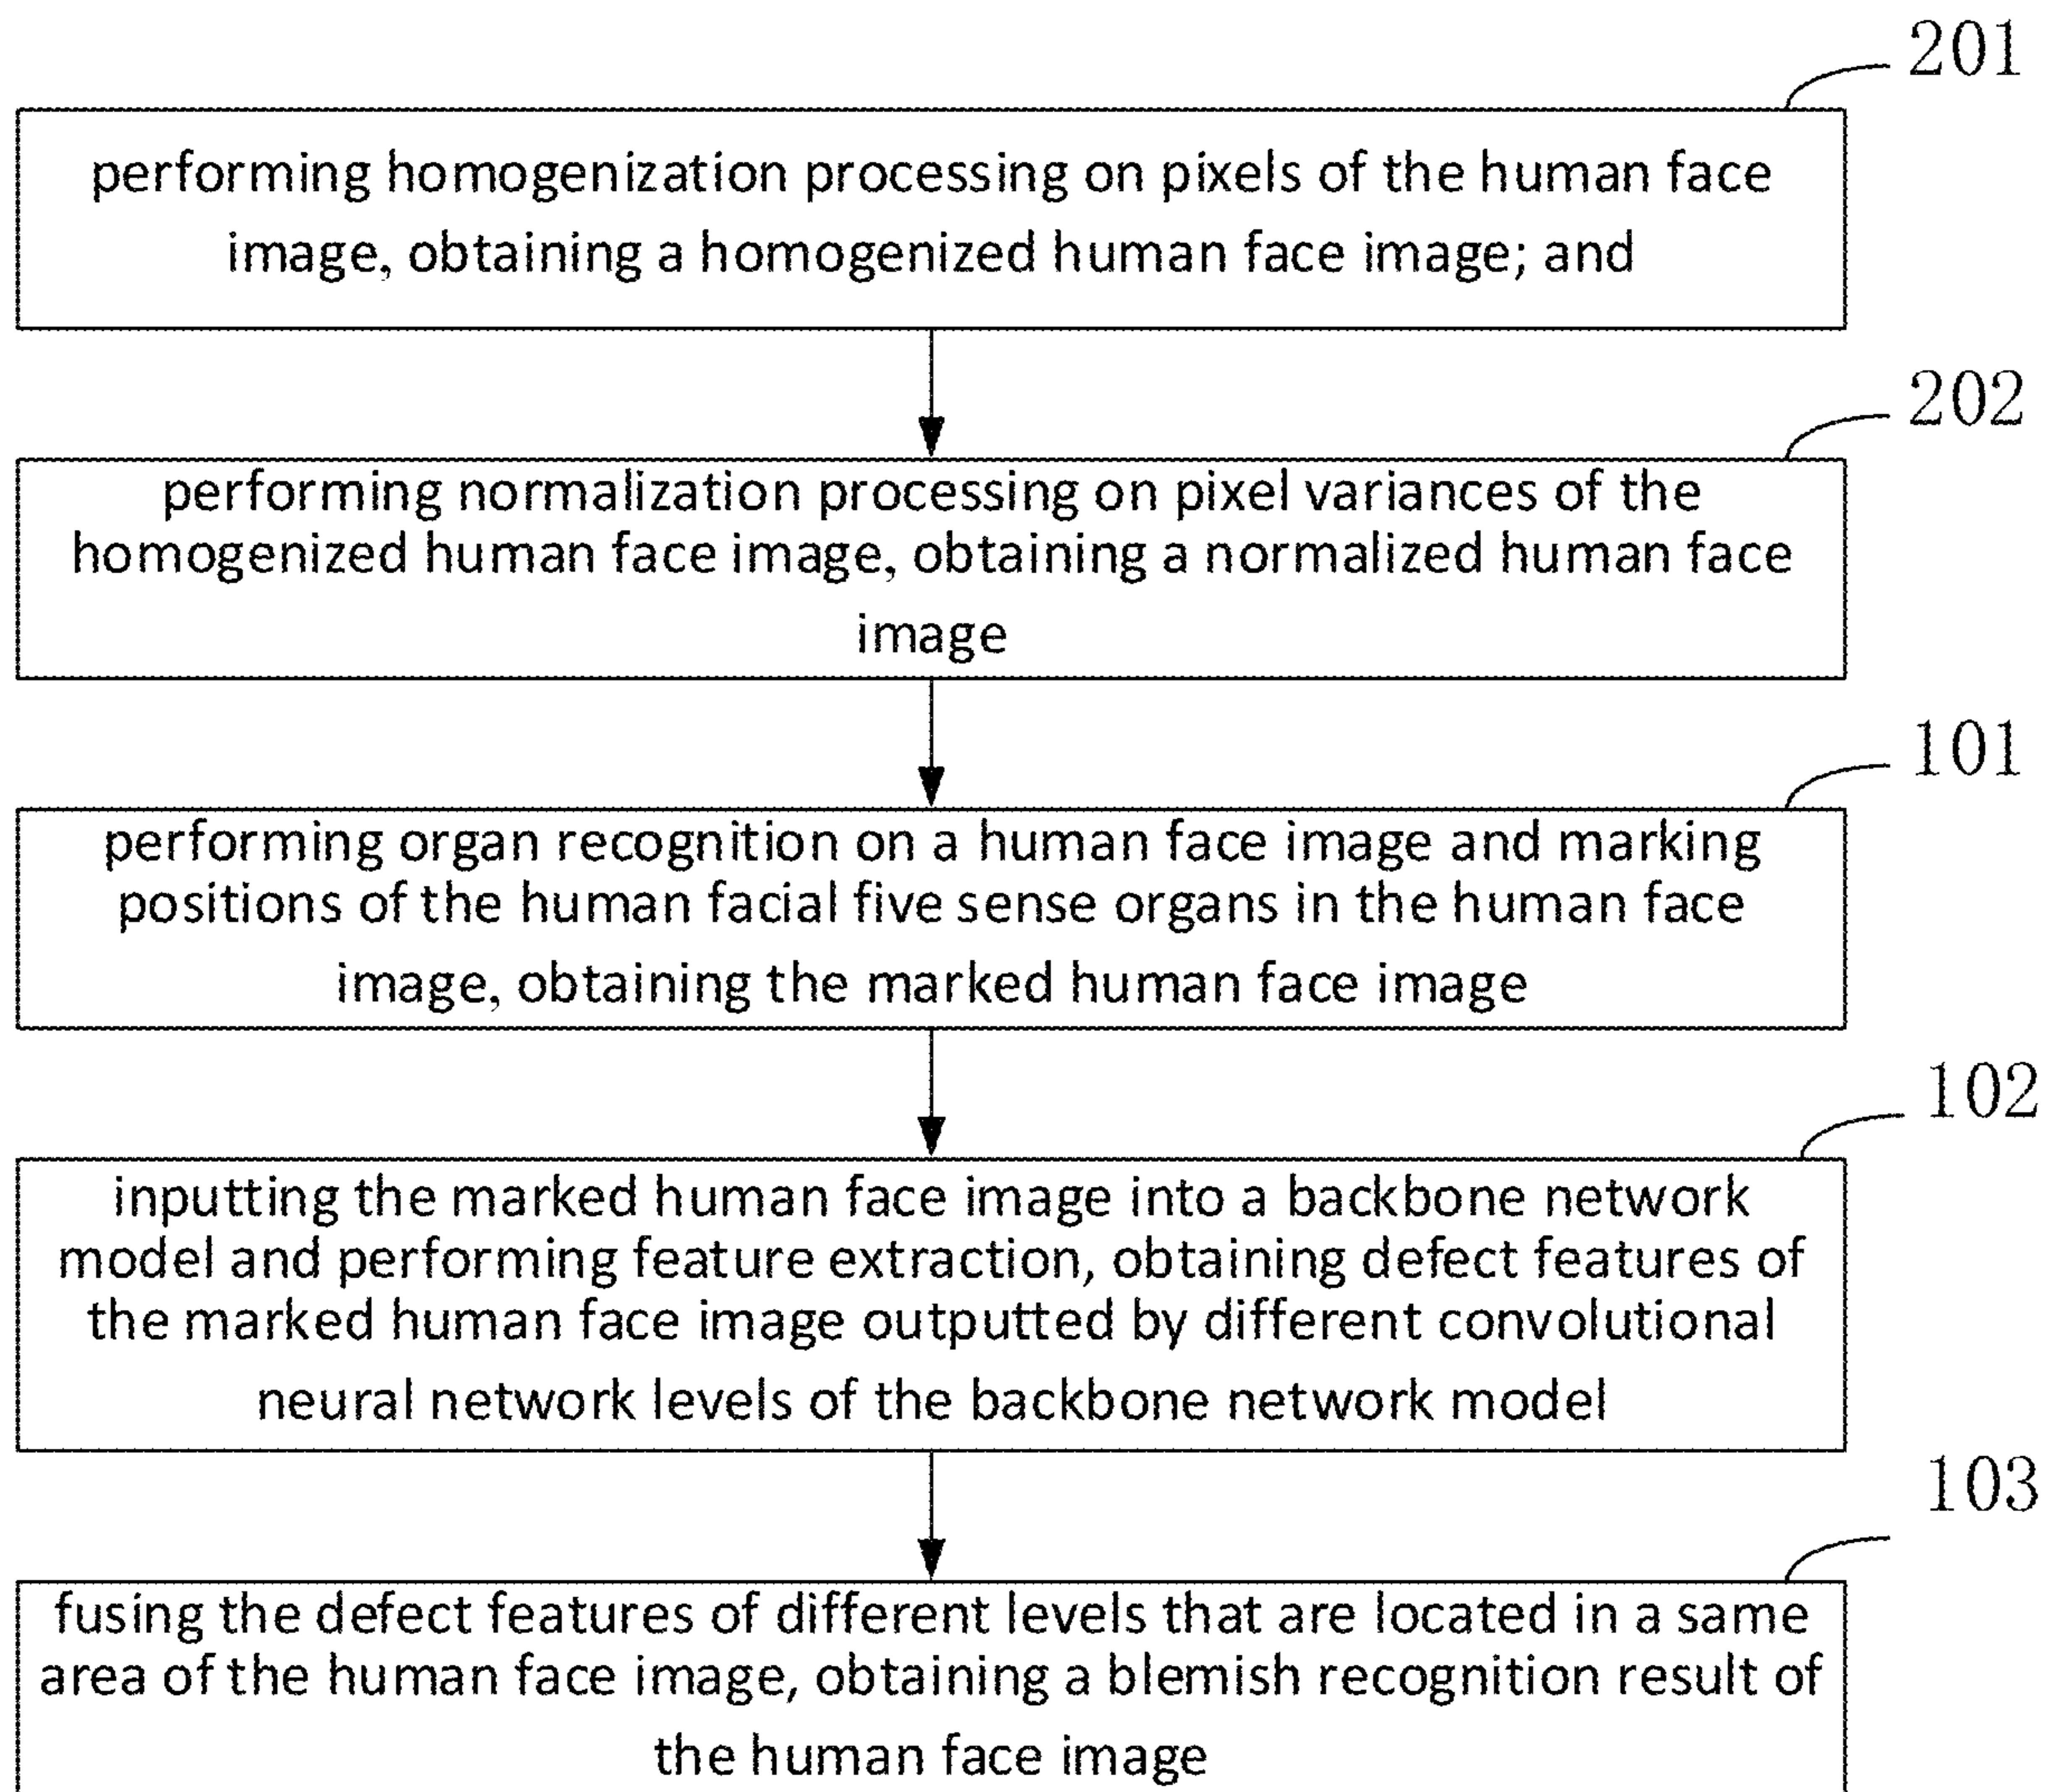 201
performing homogenization processing on pixels of the human face
image, obtaining a homogenized human face image; and
202
performing normalization processing on pixel variances of the
homogenized human face image, obtaining a normalized human face
image
101
performing organ recognition on a human face image and marking
positions of the human facial five sense organs in the human face
image, obtaining the marked human face image
102
inputting the marked human face image into a backbone network
model and performing feature extraction, obtaining defect features of
the marked human face image outputted by different convolutional
neural network levels of the backbone network model
103
fusing the defect features of different levels that are located in a same
area of the human face image, obtaining a blemish recognition result of
the human face image